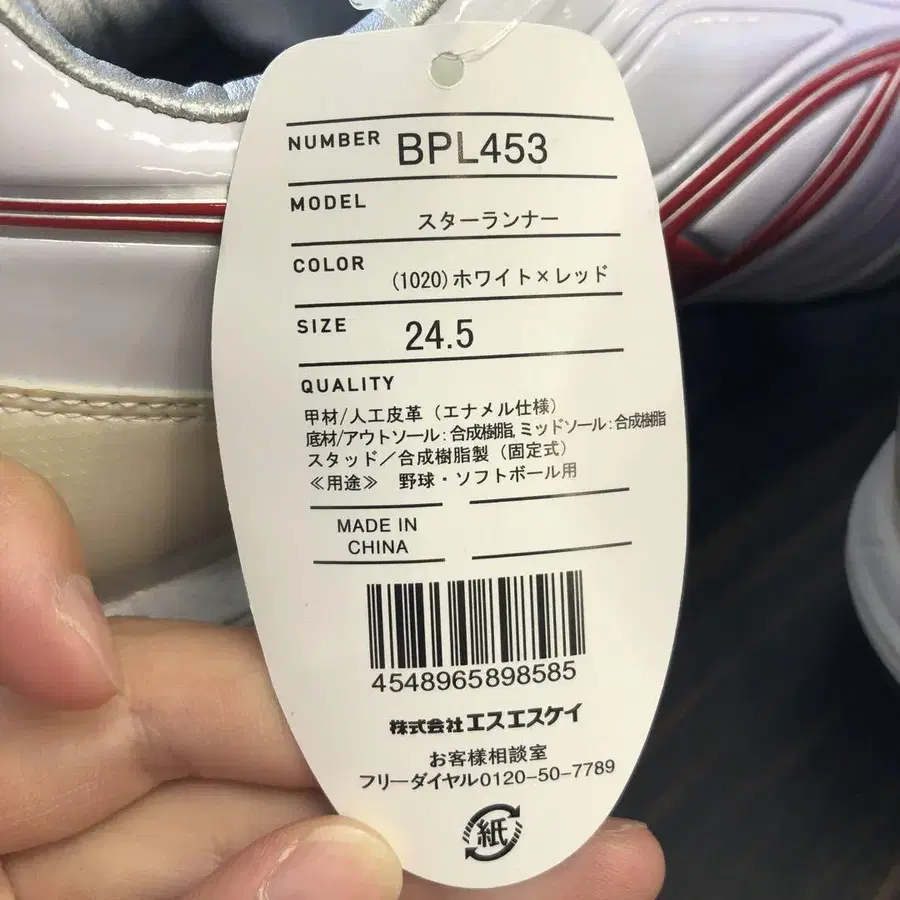 NUMBER BPL453
MODEL スターランナー
COLOR (1020)ホワイト×レッド
SIZE 24.5
QUALITY
甲材/人工皮革（エナメル仕様）
底材/アウトソール:合成樹脂,ミッドソール:合成樹脂
スタッド／合成樹脂製（固定式）
≪用途≫ 野球・ソフトボール用
MADE IN
CHINA
4548965898585
株式会社エスエスケイ
お客様相談室
フリーダイヤル0120-50-7789
紙